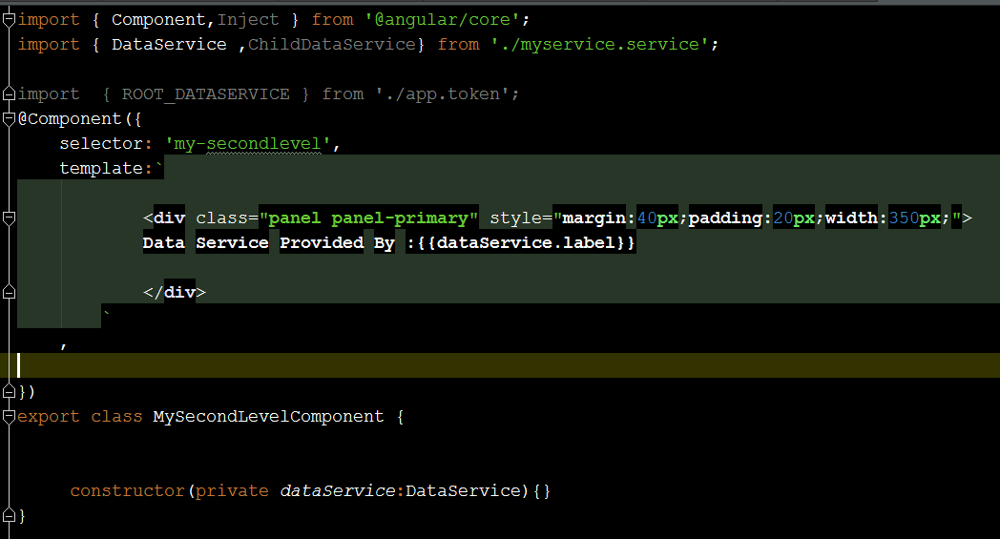 import { Component,Inject } from '@angular/core';
import { DataService ,ChildDataService} from './myservice.service';
import  { ROOT_DATASERVICE } from './app.token';
@Component({
    selector: 'my-secondlevel',
    template:`
            <div class="panel panel-primary" style="margin:40px;padding:20px;width:350px;">
            Data Service Provided By :{{dataService.label}}
            </div>
        `
    ,
})
export class MySecondLevelComponent {
     constructor(private dataService:DataService){}
}